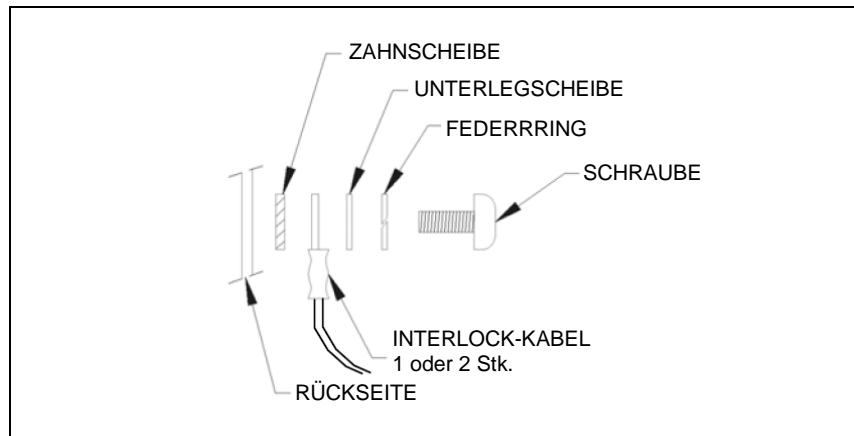 ZAHNSCHEIBE
UNTERLEGSCHEIBE
FEDERRRING
SCHRAUBE
INTERLOCK-KABEL
1 oder 2 Stk.
RÜCKSEITE